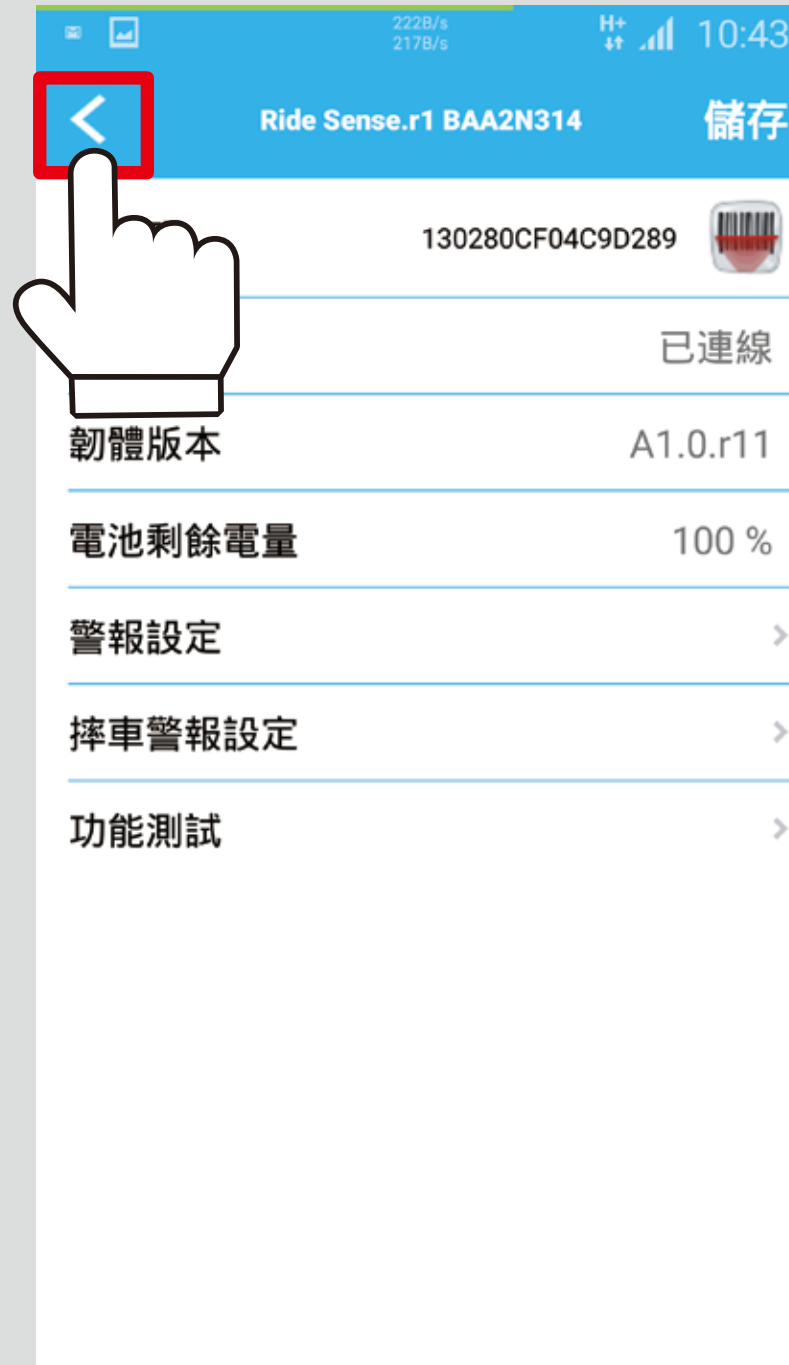 222B/s
217B/s
H+
10:43
Ride Sense.r1 BAA2N314
儲存
130280CF04C9D289
已連線
韌體版本
A1.0.r11
電池剩餘電量
100 %
警報設定
摔車警報設定
功能測試